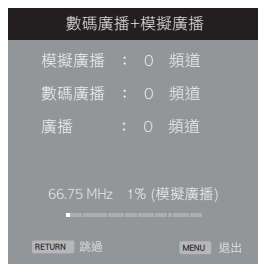 數碼廣播+模擬廣播
模擬廣播 : 0 頻道
數碼廣播 : 0 頻道
廣播 : 0 頻道
66.75 MHz 1% (模擬廣播)
RETURN 跳過 MENU 退出